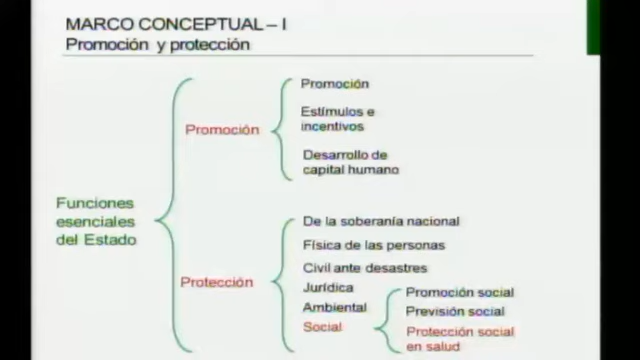 MARCO CONCEPTUAL – I
Promoción y protección
Promoción
Estímulos e
incentivos
Promoción
Desarrollo de
capital humano
Funciones
esenciales
del Estado
De la soberanía nacional
Física de las personas
Civil ante desastres
Protección
Jurídica
Ambiental
Social
Promoción social
Previsión social
Protección social
en salud